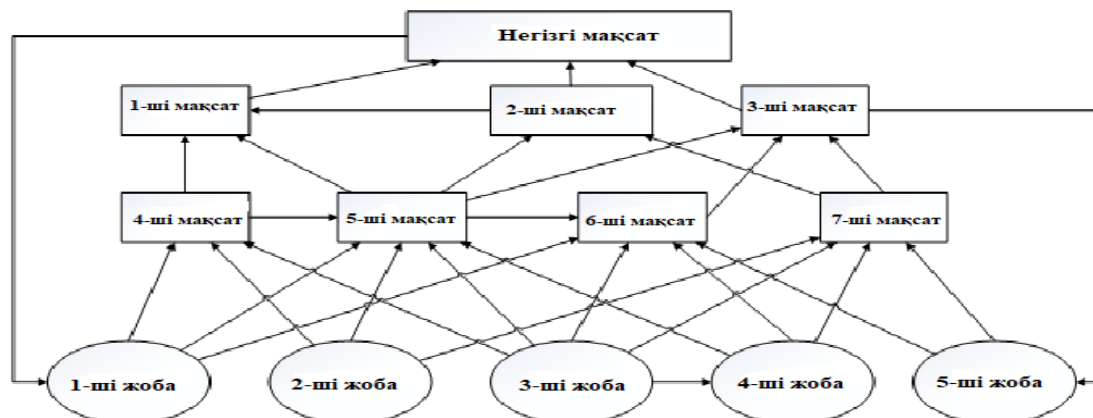 Негізгі мақсат
1-ші мақсат
2-ші мақсат
3-ші мақсат
4-ші мақсат
5-ші мақсат
6-ші мақсат
7-ші мақсат
1-ші жоба
2-ші жоба
3-ші жоба
4-ші жоба
5-ші жоба